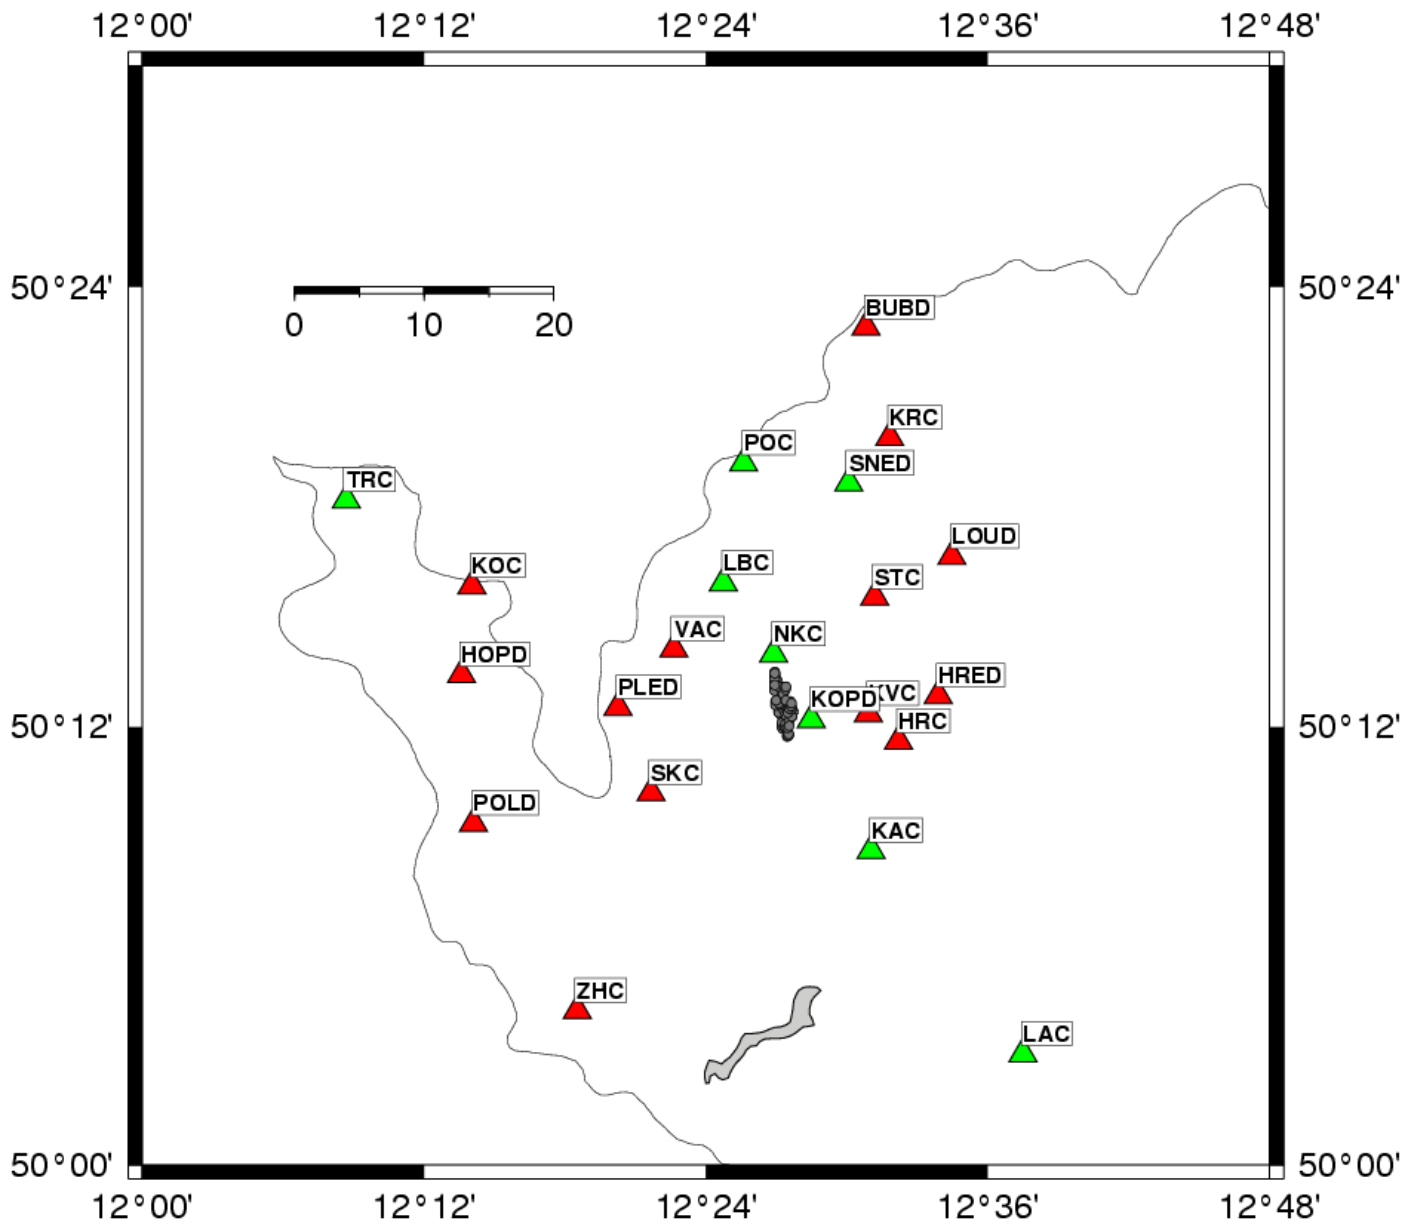 12°00' 12°12' 12°24' 12°36' 12°48'
50°24' 50°24'
BUBD
0 10 20
KRC
POC
SNED
TRC
LOUD
LBC
KOC
STC
VAC
NKC
HOPD
HRED
PLED
KOPD KVC
50°12' HRC 50°12'
SKC
POLD
KAC
ZHC
LAC
50°00' 50°00'
12°00' 12°12' 12°24' 12°36' 12°48'